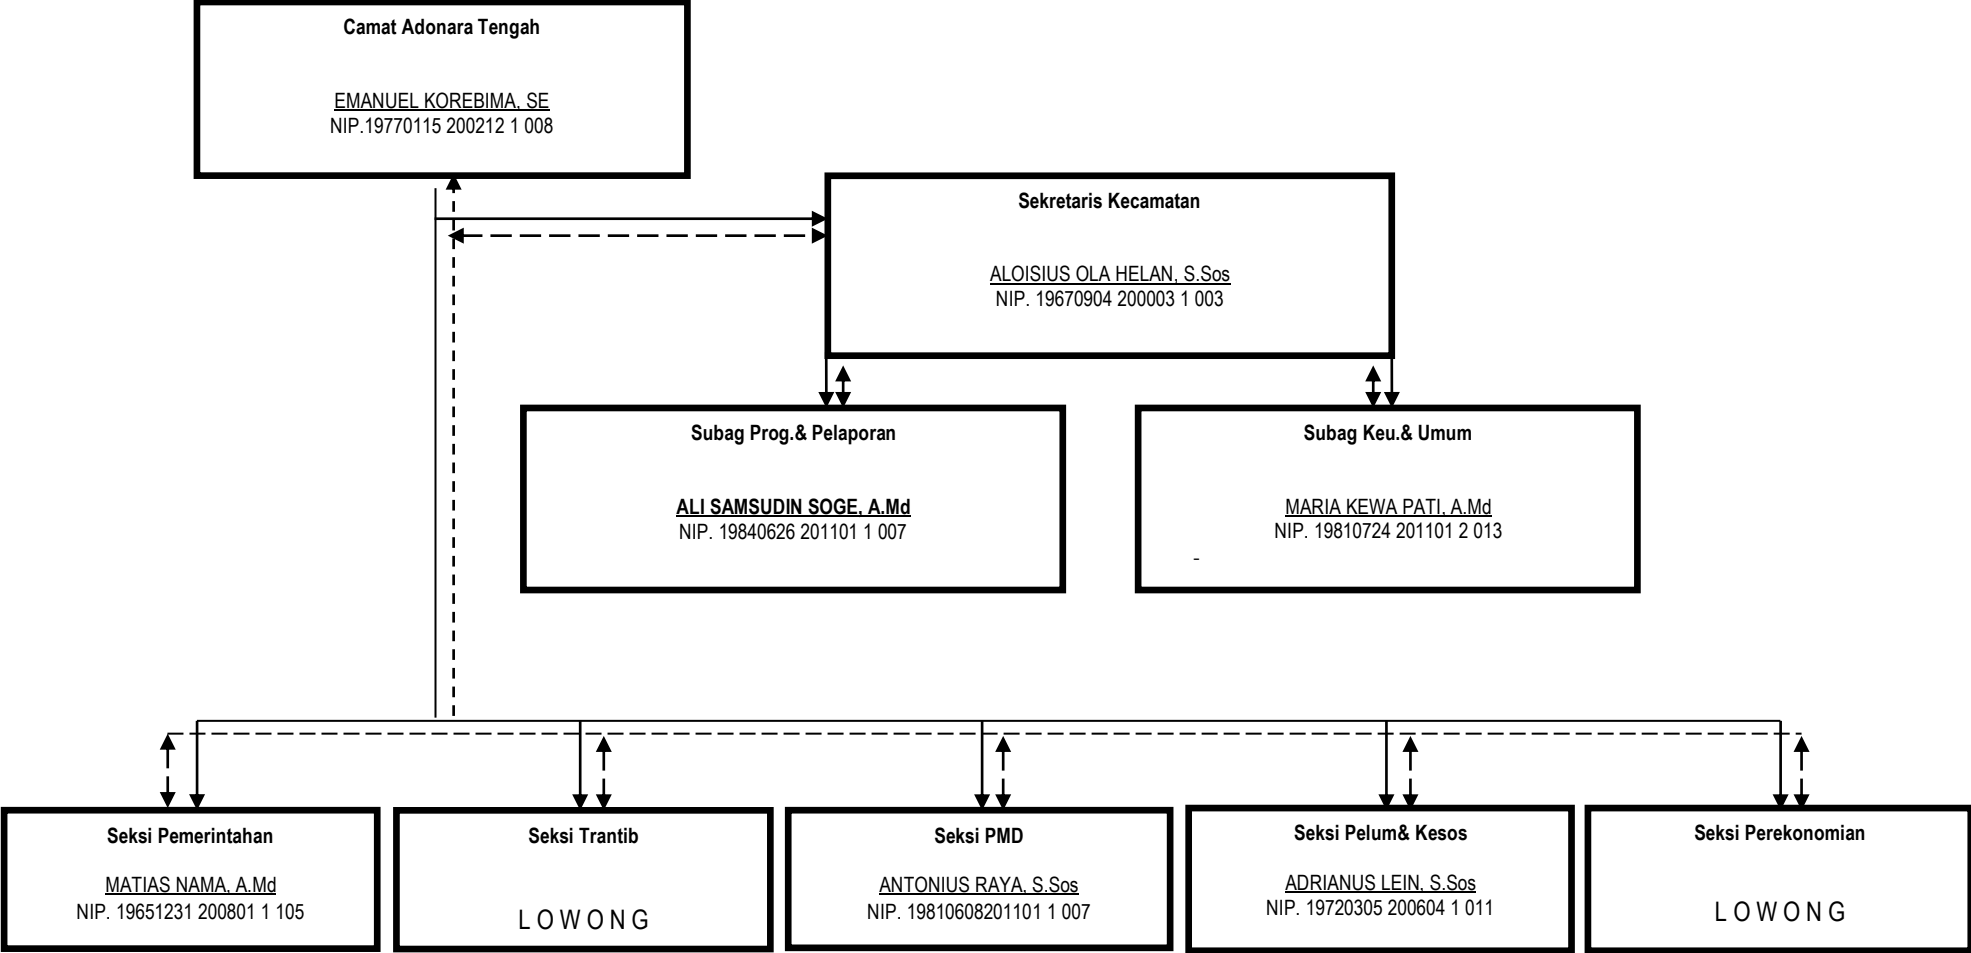 Camat Adonara Tengah
EMANUEL KOREBIMA, SE
NIP.19770115 200212 1 008
Sekretaris Kecamatan
ALOISIUS OLA HELAN, S.Sos
NIP. 19670904 200003 1 003
Subag Prog.& Pelaporan
ALI SAMSUDIN SOGE, A.Md
NIP. 19840626 201101 1 007
Subag Keu.& Umum
MARIA KEWA PATI, A.Md
NIP. 19810724 201101 2 013
-
Seksi Pemerintahan
MATIAS NAMA, A.Md
NIP. 19651231 200801 1 105
Seksi Trantib
L O W O N G
Seksi PMD
ANTONIUS RAYA, S.Sos
NIP. 19810608201101 1 007
Seksi Pelum& Kesos
ADRIANUS LEIN, S.Sos
NIP. 19720305 200604 1 011
Seksi Perekonomian
L O W O N G